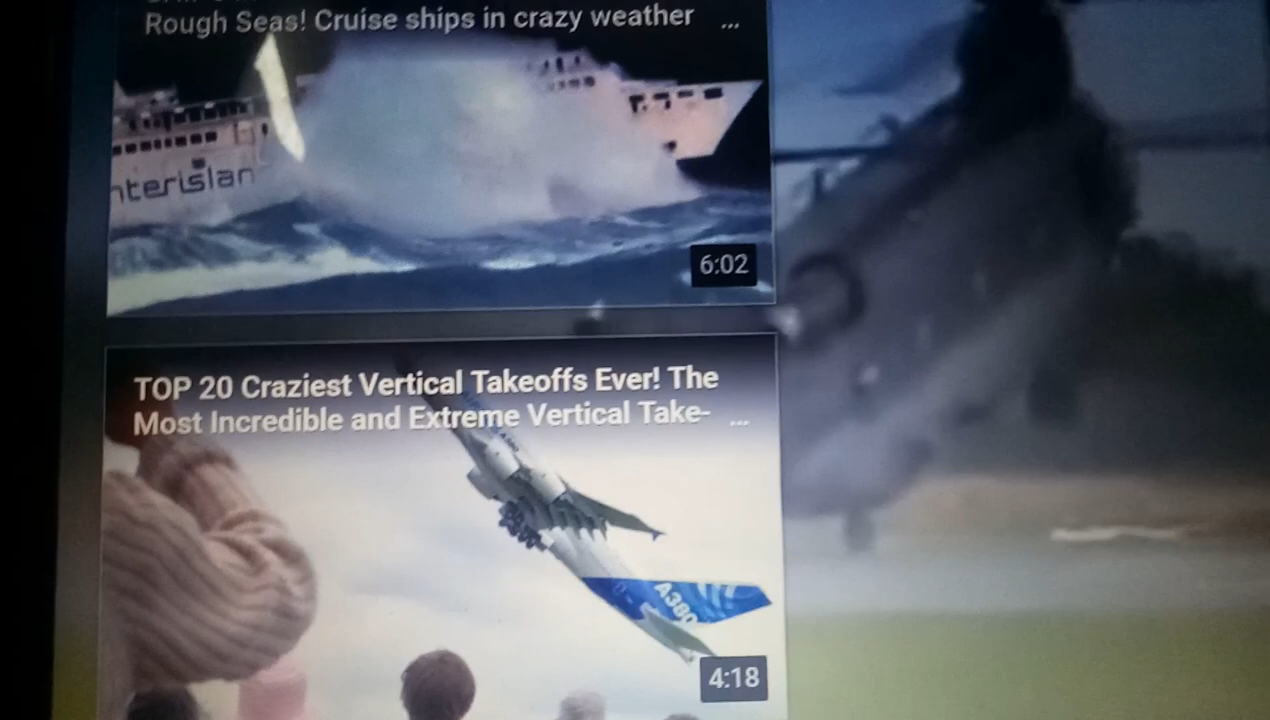 Rough Seas! Cruise ships in crazy weather ...
nterislan
6:02
TOP 20 Craziest Vertical Takeoffs Ever! The
Most Incredible and Extreme Vertical Take- ...
A380
4:18